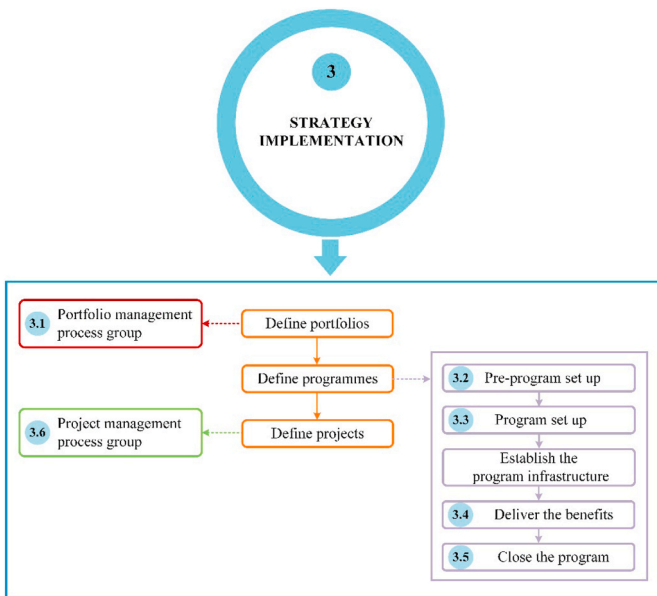 3
STRATEGY
IMPLEMENTATION
3.1 Portfolio management
process group
Define portfolios
Define programmes
3.6 Project management
process group
Define projects
3.2 Pre-program set up
3.3 Program set up
Establish the
program infrastructure
3.4 Deliver the benefits
3.5 Close the program